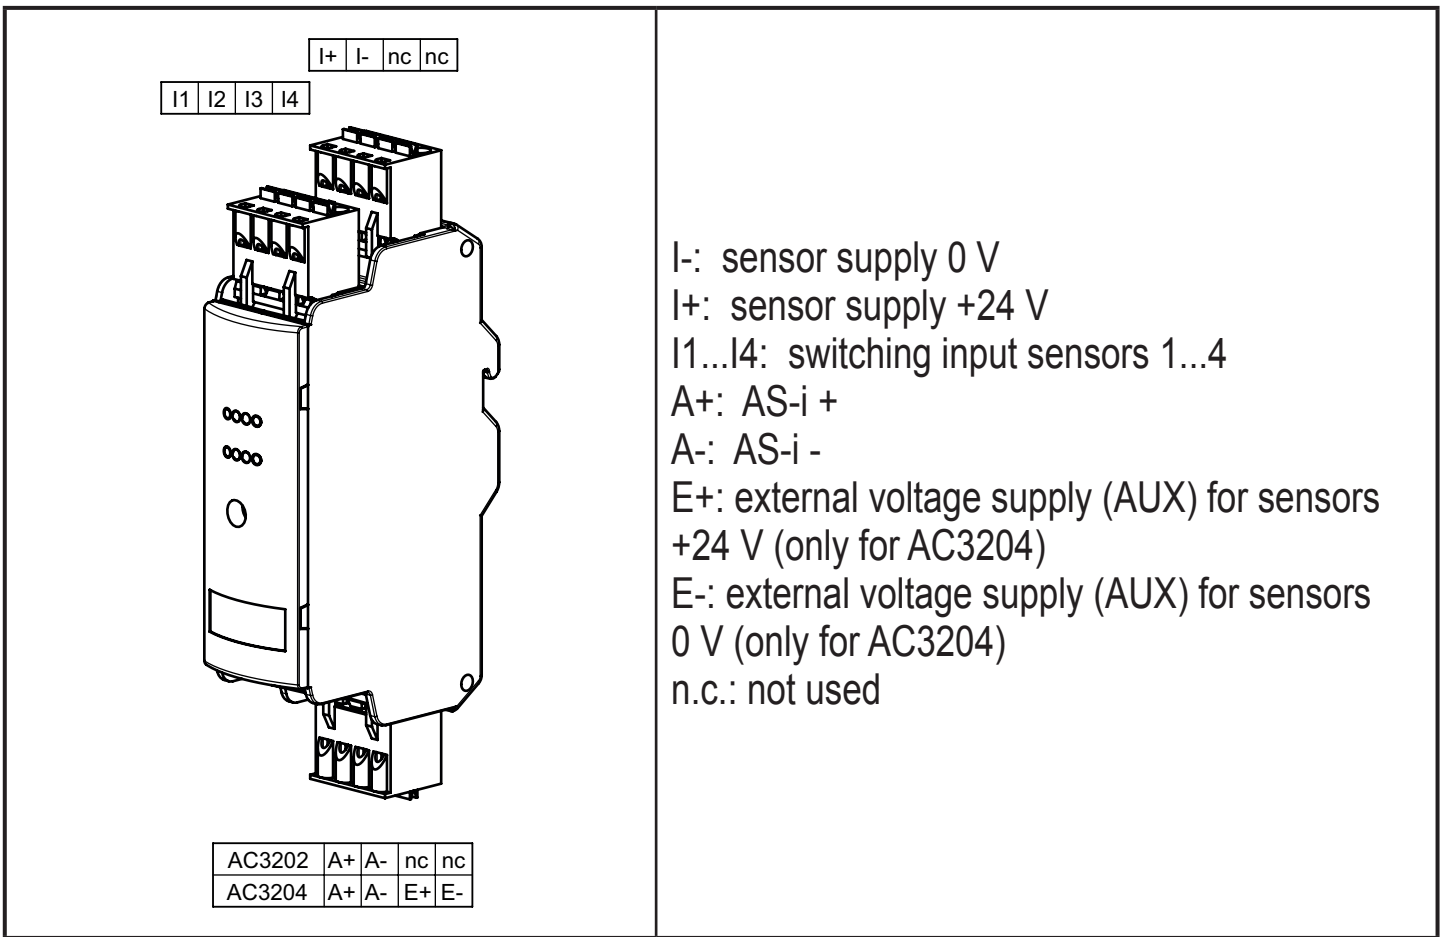 I+ I- nc nc
I1 I2 I3 I4
AC3202 A+ A- nc nc
AC3204 A+ A- E+ E-
I-: sensor supply 0 V
I+: sensor supply +24 V
I1...I4: switching input sensors 1...4
A+: AS-i +
A-: AS-i -
E+: external voltage supply (AUX) for sensors
+24 V (only for AC3204)
E-: external voltage supply (AUX) for sensors
0 V (only for AC3204)
n.c.: not used